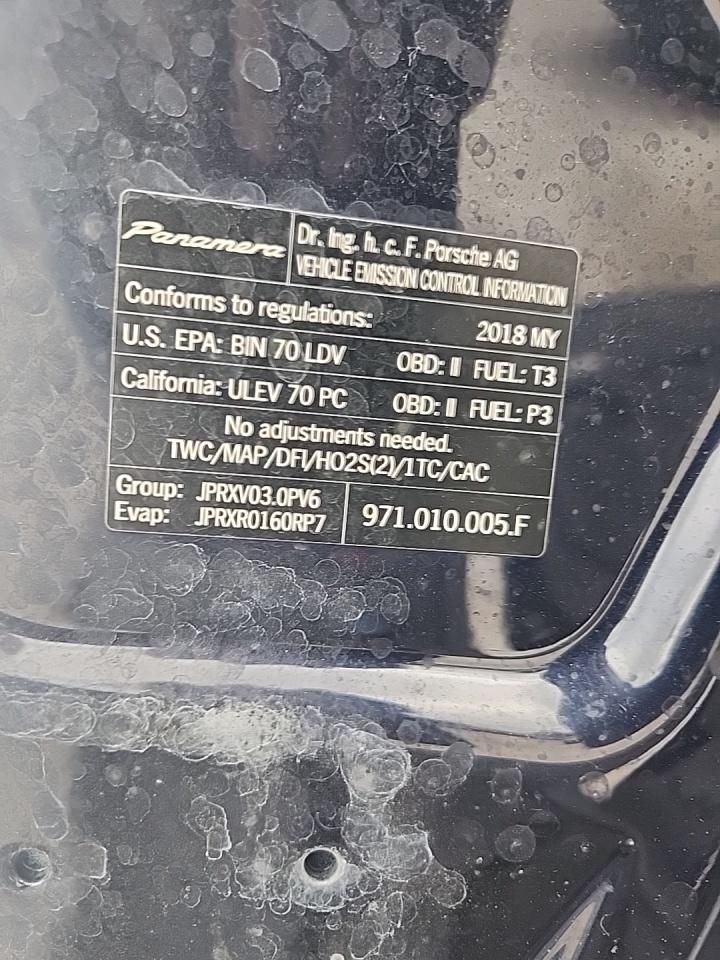 Panamera
Dr. Ing. h. c. F. Porsche AG
VEHICLE EMISSION CONTROL INFORMATION
Conforms to regulations: 2018 MY
U.S. EPA: BIN 70 LDV OBD: II FUEL: T3
California: ULEV 70 PC OBD: II FUEL: P3
No adjustments needed.
TWC/MAP/DFI/HO2S(2)/1TC/CAC
Group: JPRXV03.0PV6
Evap: JPRXR0160RP7
971.010.005.F